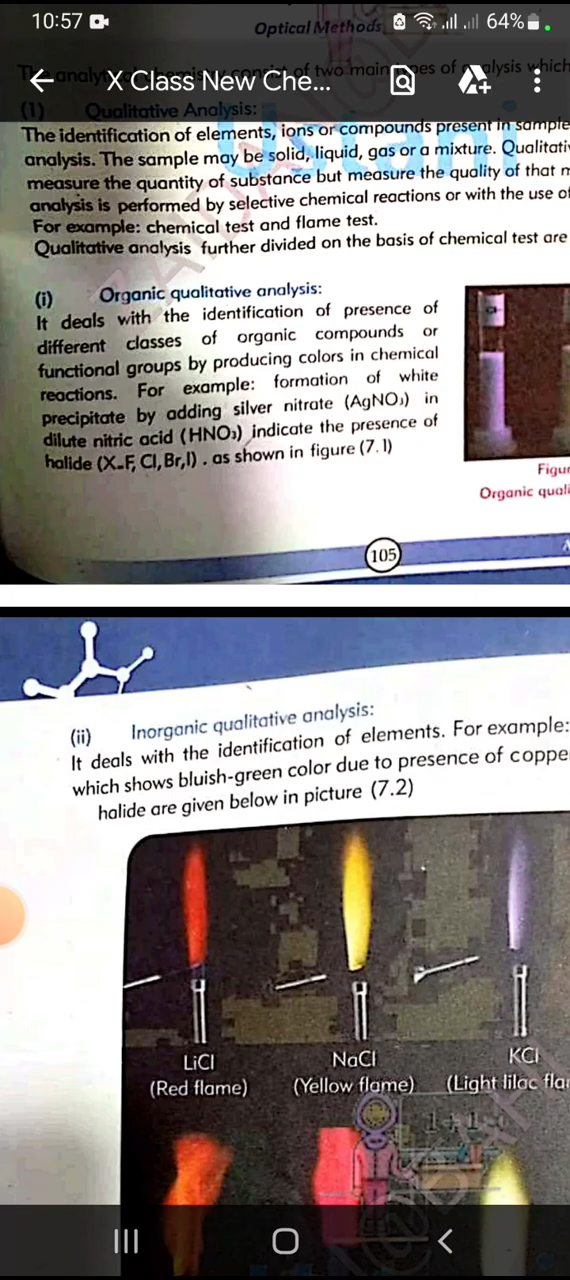 10:57
64%
Optical Methods
X Class New Che...
(1) Qualitative Analysis:
The identification of elements, ions or compounds present in sample
analysis. The sample may be solid, liquid, gas or a mixture.
measure the quantity of substance but measure the quality of that
analysis is performed by selective chemical reactions or with the use
For example: chemical test and flame test.
Qualitative analysis further divided on the basis of chemical test are
(i) Organic qualitative analysis:
It deals with the identification of presence of
different classes of organic compounds or
functional groups by producing colors in chemical
reactions. For example: formation of white
precipitate by adding silver nitrate (AgNO₃) in
dilute nitric acid (HNO₃) indicate the presence of
halide (X-F, Cl, Br, I) . as shown in figure (7.1)
Organic
105
(ii) Inorganic qualitative analysis:
It deals with the identification of elements. For example:
which shows bluish-green color due to presence of
halide are given below in picture (7.2)
LiCl NaCl KCl
(Red flame) (Yellow flame) (Light lilac